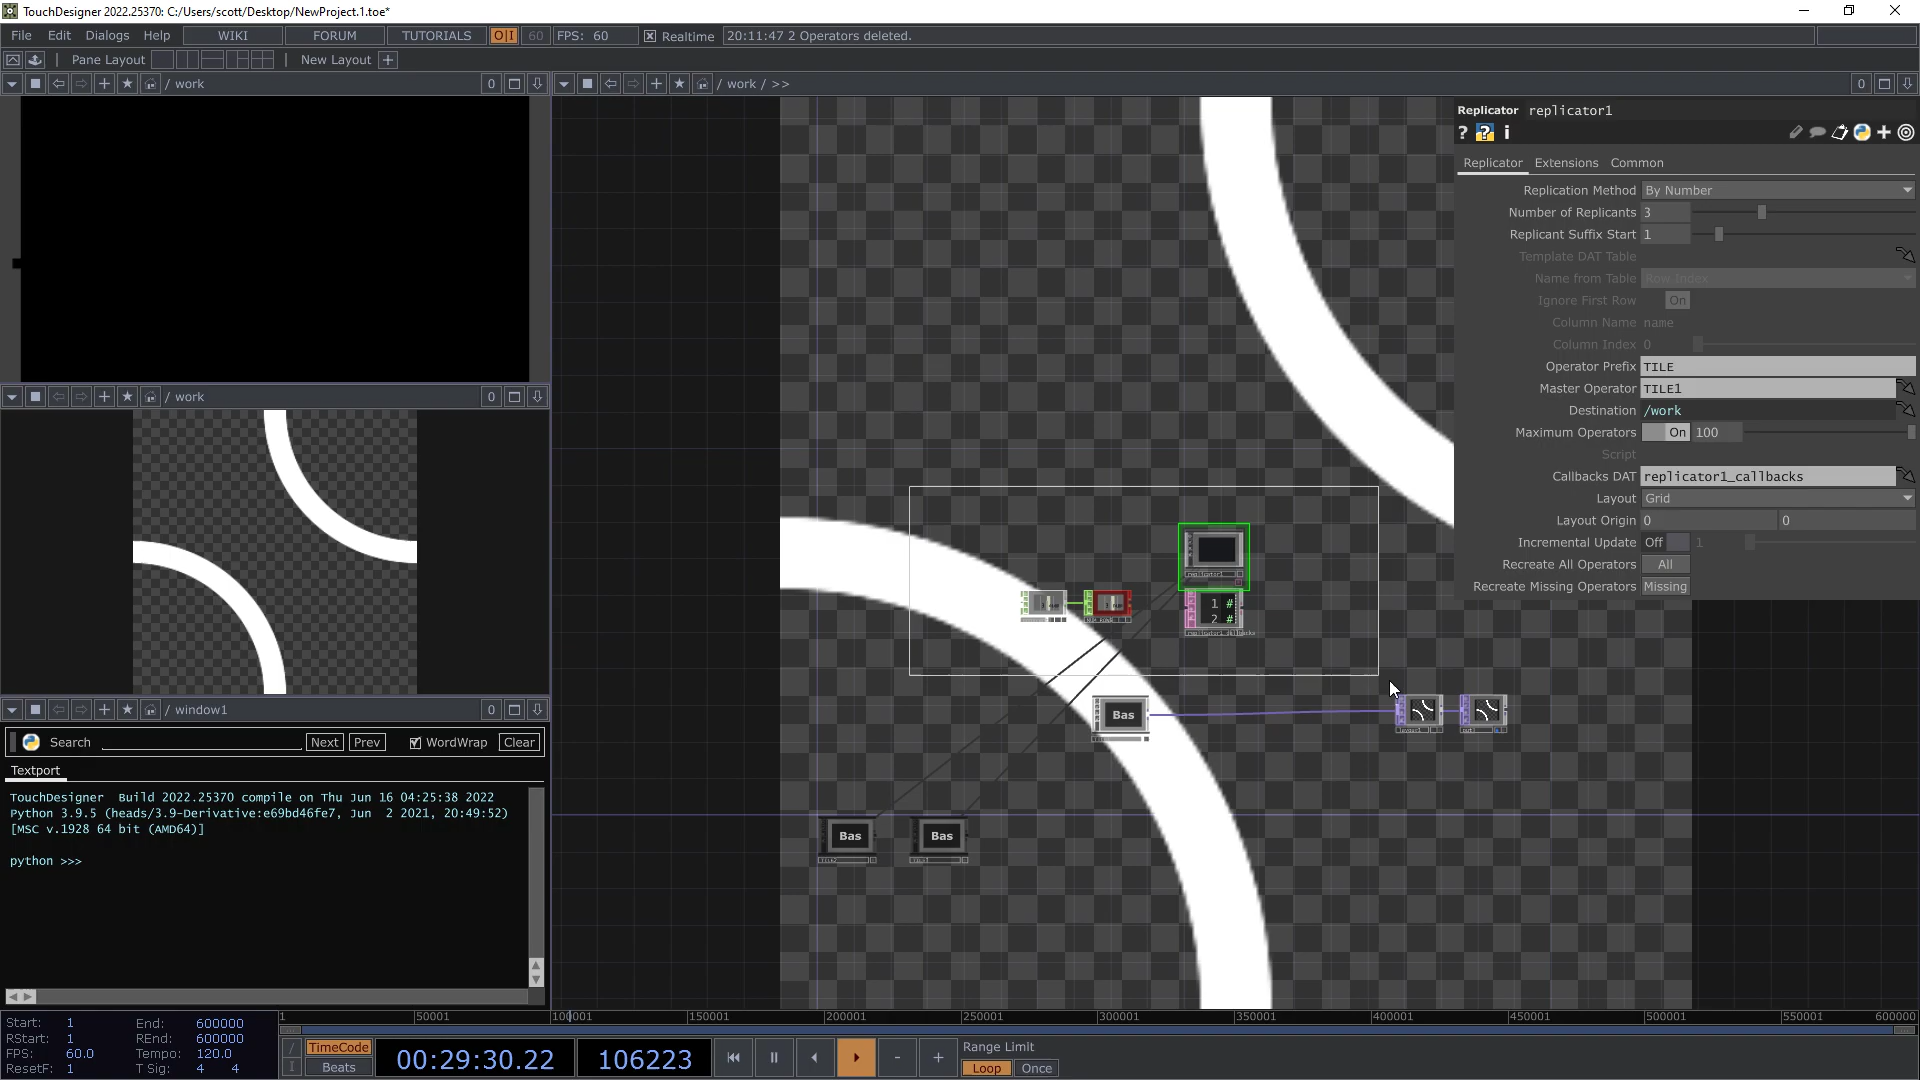 TouchDesigner 2022.25370: C:/Users/scott/Desktop/NewProject.1.toe*
File Edit Dialogs Help WIKI FORUM TUTORIALS O|I 60 FPS: 60 Realtime 20:11:47 2 Operators deleted.
Pane Layout New Layout +
0 / work
0 / work / >>
Replicator replicator1
? ? i
Replicator Extensions Common
Replication Method By Number
Number of Replicants 3
Replicant Suffix Start 1
Template DAT Table
Name from Table Row Index
Ignore First Row On
Column Name name
Column Index 0
Operator Prefix TILE
Master Operator TILE1
Destination /work
Maximum Operators On 100
Script
Callbacks DAT replicator1_callbacks
Layout Grid
Layout Origin 0 0
Incremental Update Off 1
Recreate All Operators All
Recreate Missing Operators Missing
replicator1
1 #
2 #
replicator1_callbacks
Bas
layout1
out1
Bas
Bas
/ work 0
/ window1 0
Search Next Prev WordWrap Clear
Textport
TouchDesigner Build 2022.25370 compile on Thu Jun 16 04:25:38 2022
Python 3.9.5 (heads/3.9-Derivative:e69bd46fe7, Jun 2 2021, 20:49:52)
[MSC v.1928 64 bit (AMD64)]
python >>>
1 50001 100001 150001 200001 250001 300001 350001 400001 450001 500001 550001 600000
Start: 1 End: 600000
RStart: 1 REnd: 600000
FPS: 60.0 Tempo: 120.0
ResetF: 1 T Sig: 4 4
/ TimeCode
I Beats
00:29:30.22 106223
- +
Range Limit
Loop Once